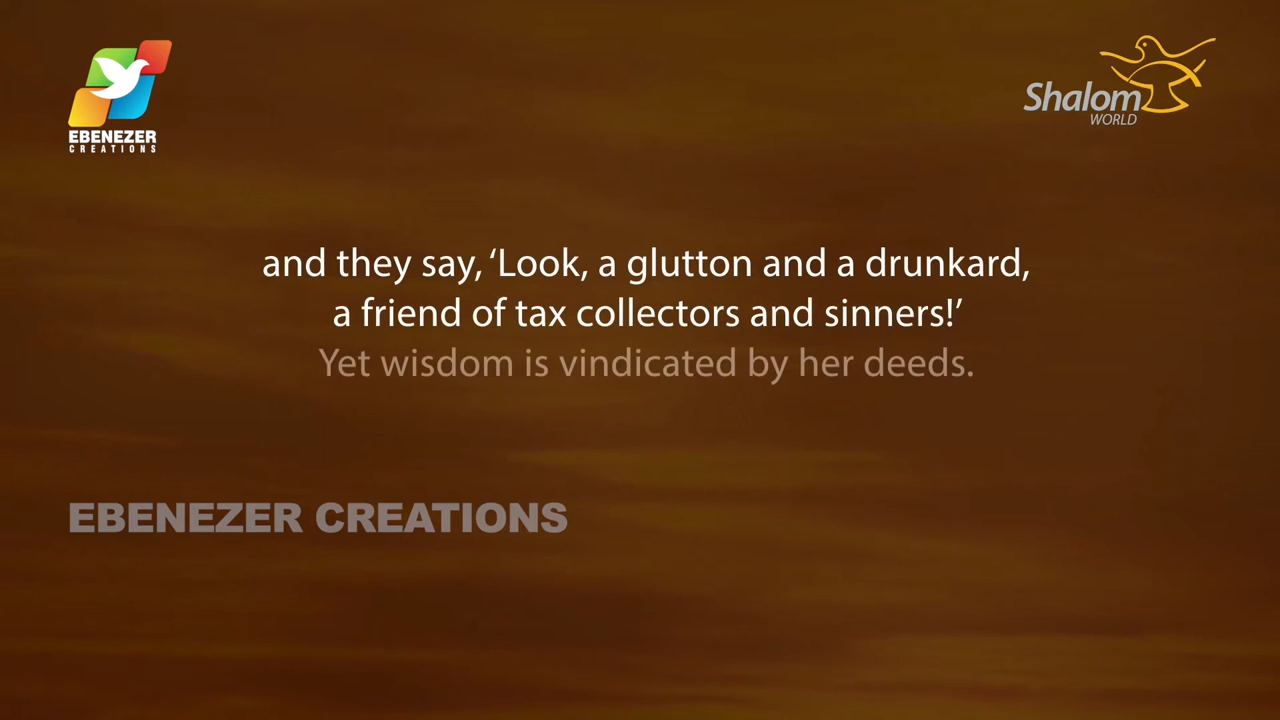 EBENEZER
CREATIONS
Shalom
WORLD
and they say, ‘Look, a glutton and a drunkard,
a friend of tax collectors and sinners!’
Yet wisdom is vindicated by her deeds.
EBENEZER CREATIONS